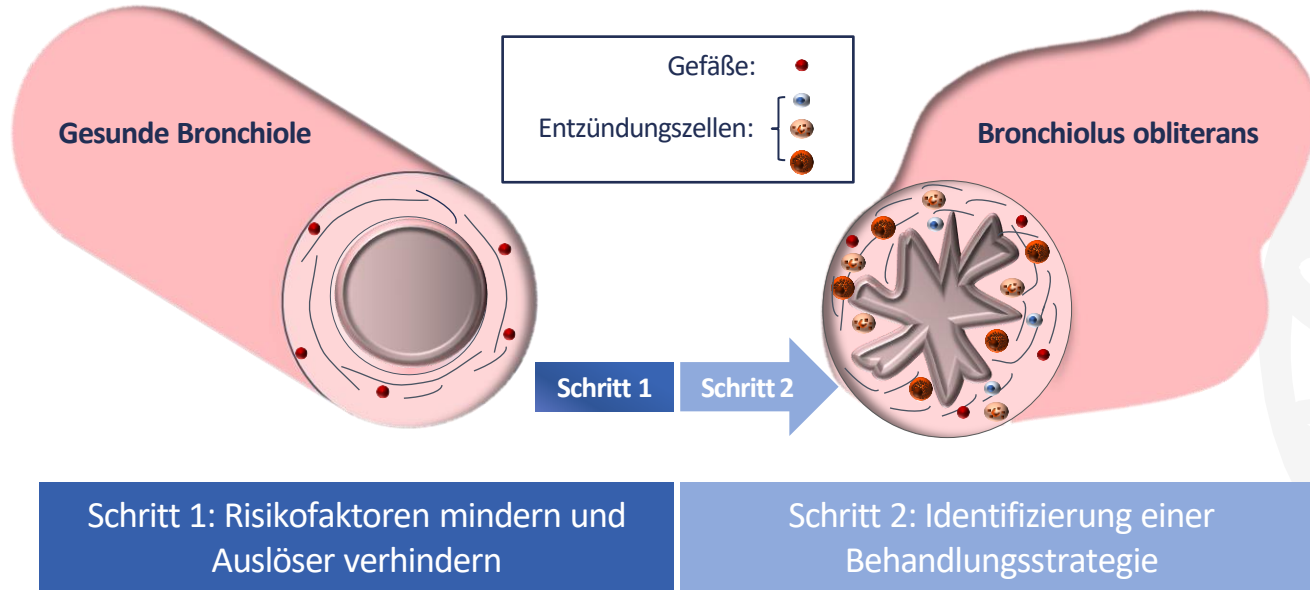 Gefäße:
Entzündungszellen:
Gesunde Bronchiole
Bronchiolus obliterans
Schritt 1
Schritt 2
Schritt 1: Risikofaktoren mindern und
Auslöser verhindern
Schritt 2: Identifizierung einer
Behandlungsstrategie